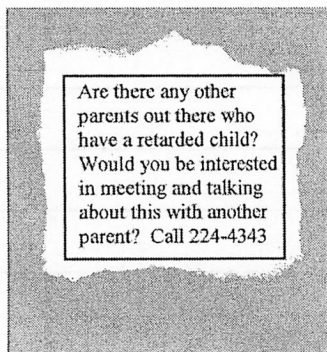 Are there any other
parents out there who
have a retarded child?
Would you be interested
in meeting and talking
about this with another
parent? Call 224-4343